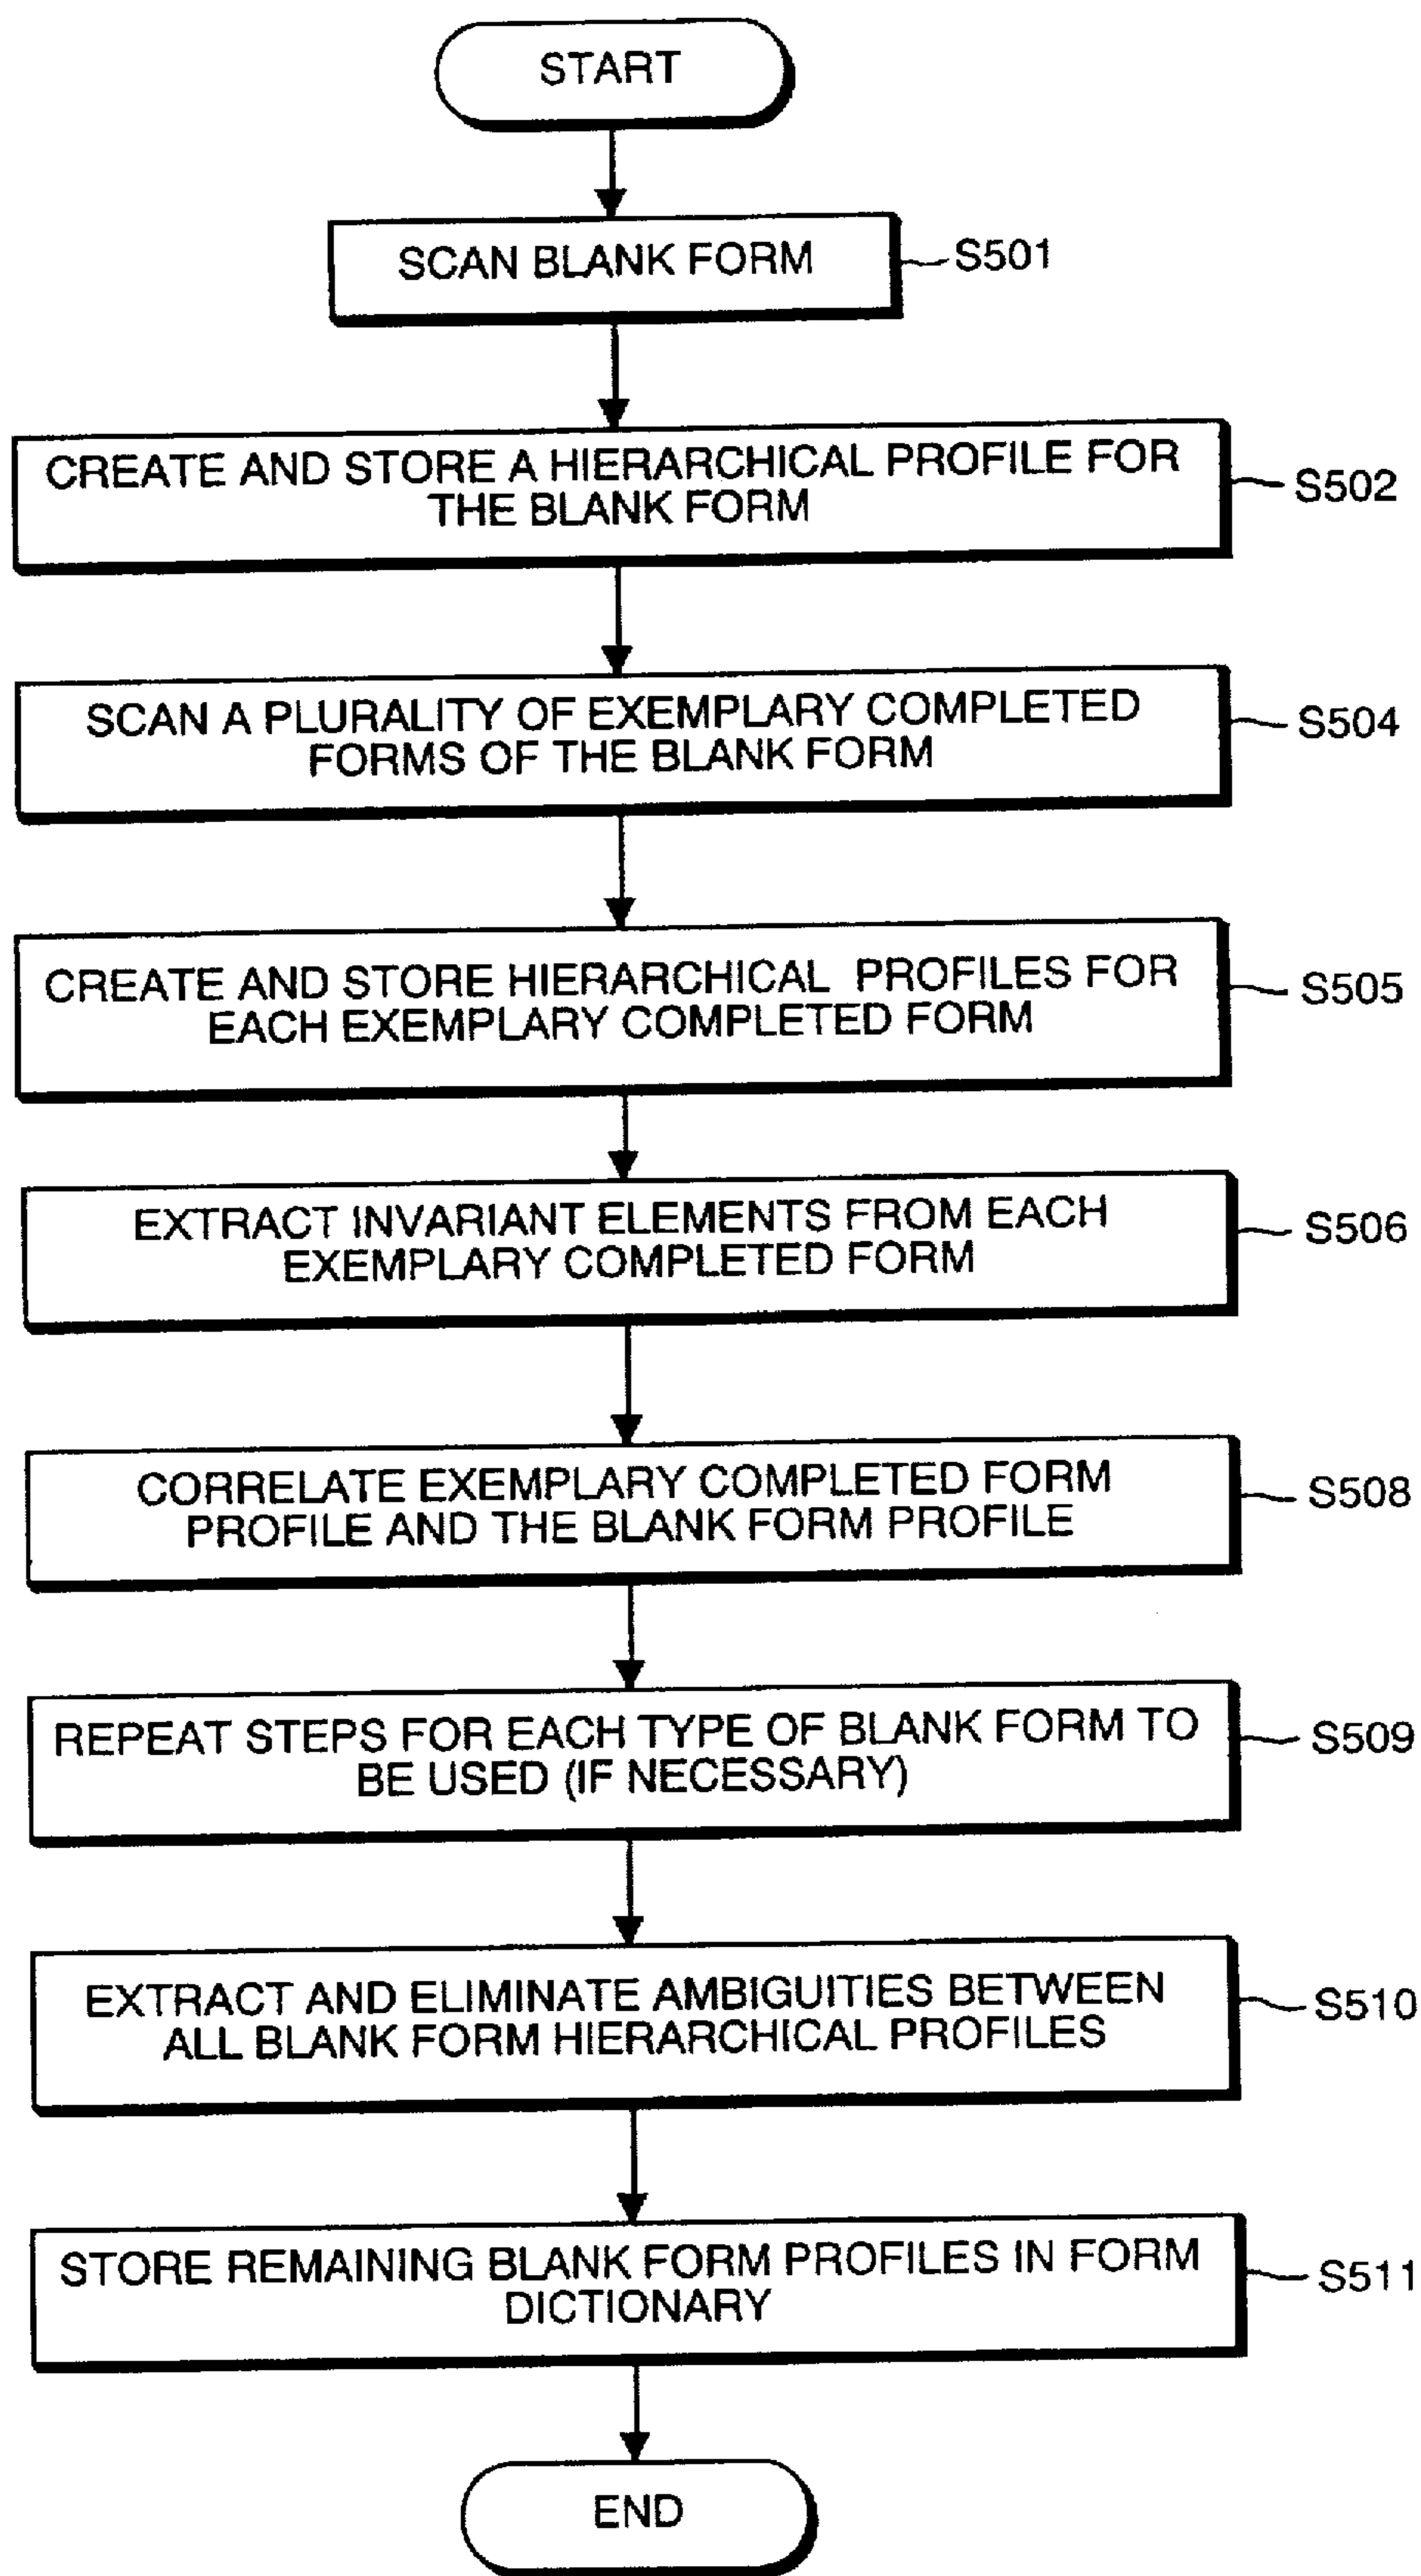 START
SCAN BLANK FORM
S501
CREATE AND STORE A HIERARCHICAL PROFILE FOR
THE BLANK FORM
S502
SCAN A PLURALITY OF EXEMPLARY COMPLETED
FORMS OF THE BLANK FORM
S504
CREATE AND STORE HIERARCHICAL PROFILES FOR
EACH EXEMPLARY COMPLETED FORM
S505
EXTRACT INVARIANT ELEMENTS FROM EACH
EXEMPLARY COMPLETED FORM
S506
CORRELATE EXEMPLARY COMPLETED FORM
PROFILE AND THE BLANK FORM PROFILE
S508
REPEAT STEPS FOR EACH TYPE OF BLANK FORM TO
BE USED (IF NECESSARY)
S509
EXTRACT AND ELIMINATE AMBIGUITIES BETWEEN
ALL BLANK FORM HIERARCHICAL PROFILES
S510
STORE REMAINING BLANK FORM PROFILES IN FORM
DICTIONARY
S511
END